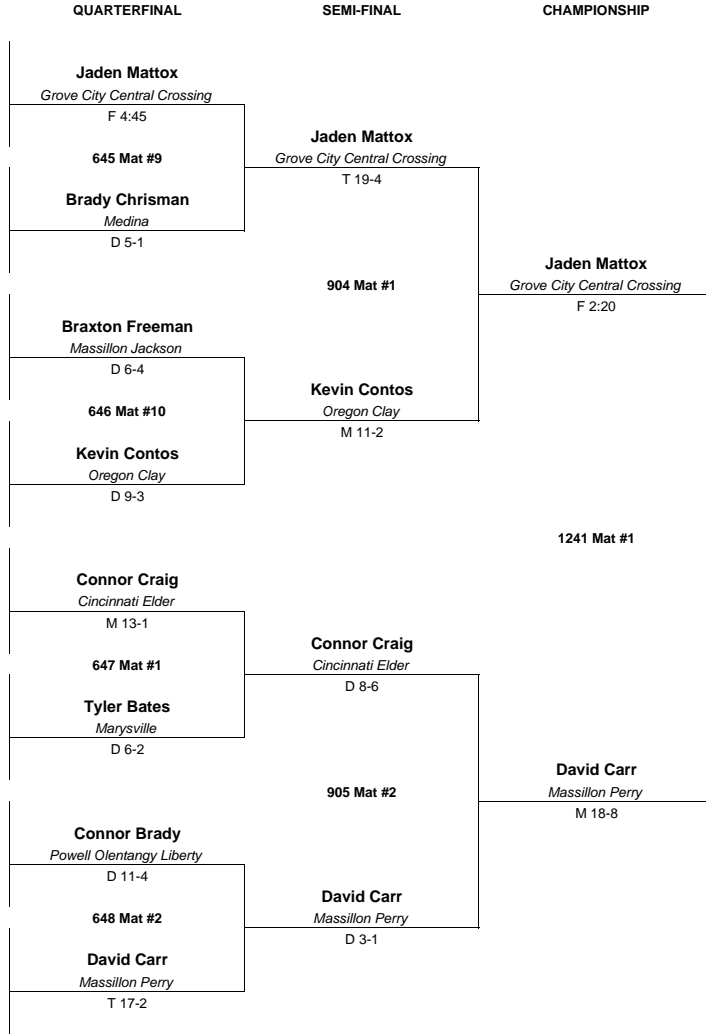 QUARTERFINAL
SEMI-FINAL
CHAMPIONSHIP
Jaden Mattox
Grove City Central Crossing
F 4:45
645 Mat #9
Brady Chrisman
Medina
D 5-1
Braxton Freeman
Massillon Jackson
D 6-4
646 Mat #10
Kevin Contos
Oregon Clay
D 9-3
Connor Craig
Cincinnati Elder
M 13-1
647 Mat #1
Tyler Bates
Marysville
D 6-2
Connor Brady
Powell Olentangy Liberty
D 11-4
648 Mat #2
David Carr
Massillon Perry
T 17-2
Jaden Mattox
Grove City Central Crossing
T 19-4
904 Mat #1
Kevin Contos
Oregon Clay
M 11-2
Connor Craig
Cincinnati Elder
D 8-6
905 Mat #2
David Carr
Massillon Perry
D 3-1
Jaden Mattox
Grove City Central Crossing
F 2:20
1241 Mat #1
David Carr
Massillon Perry
M 18-8